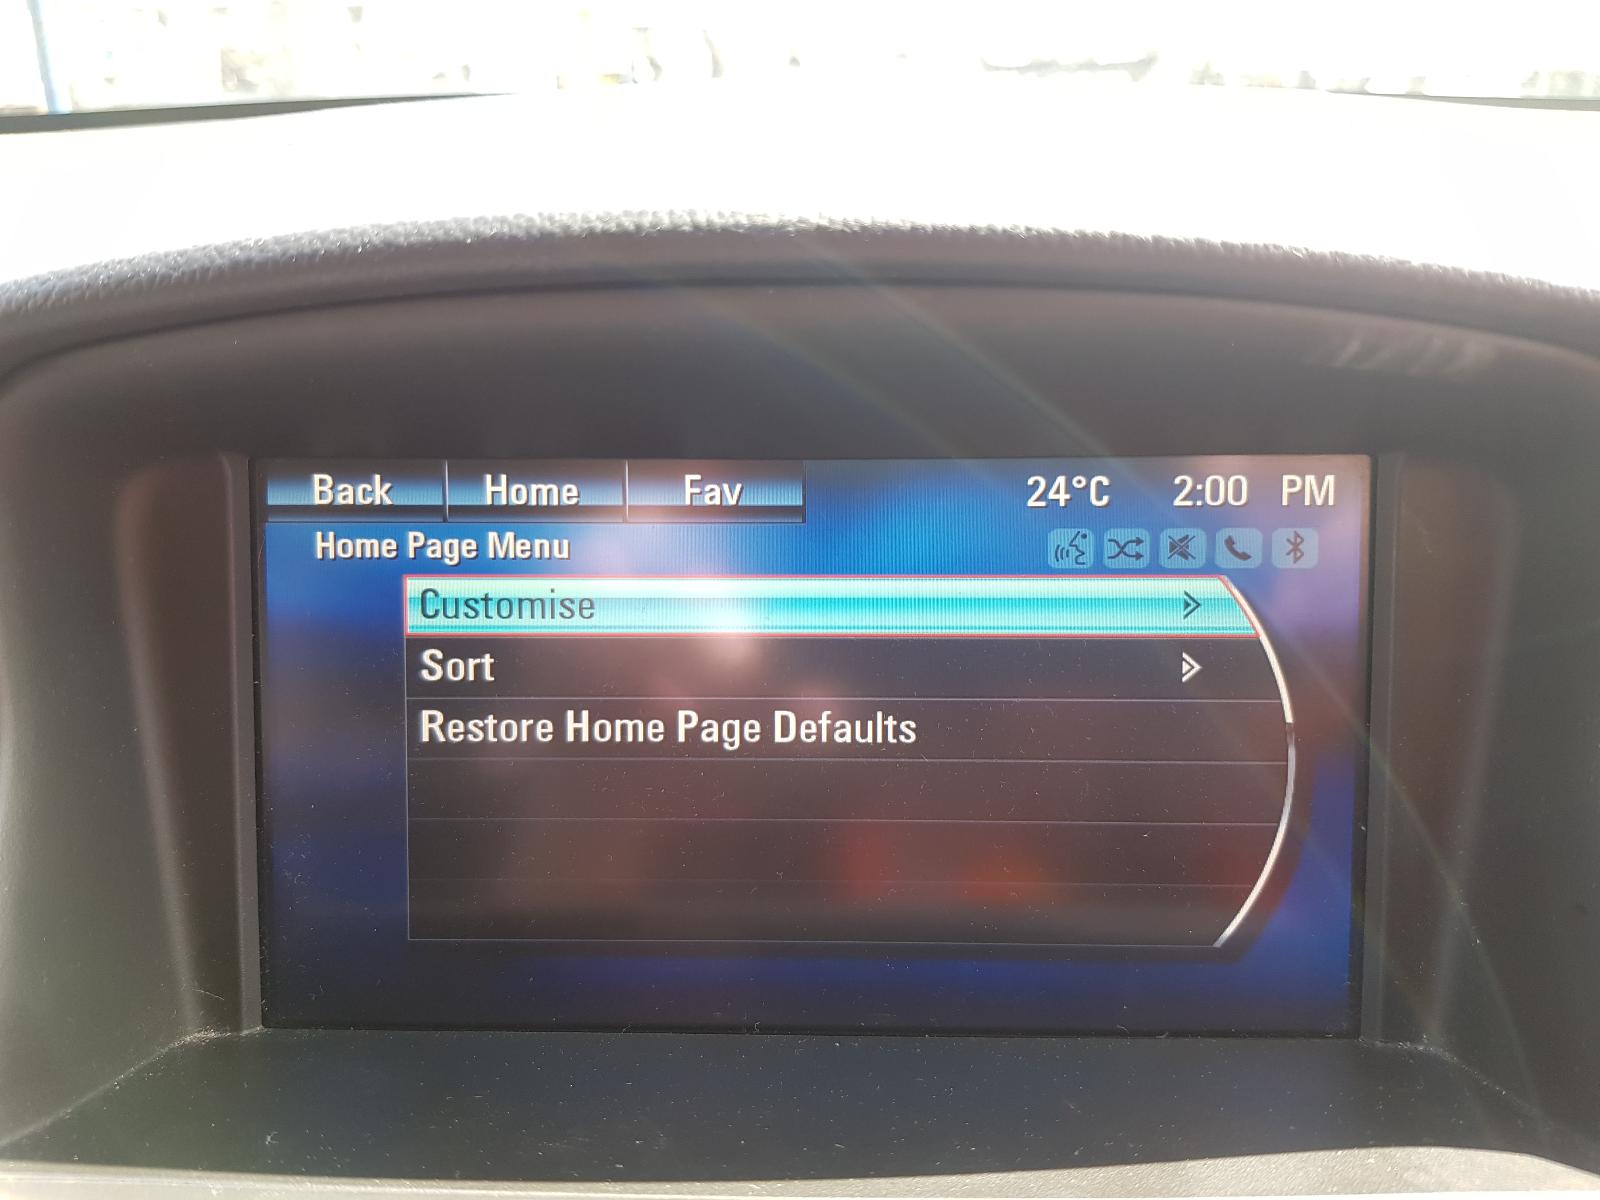 Back Home Fav 24°C 2:00 PM
Home Page Menu
Customise
Sort
Restore Home Page Defaults